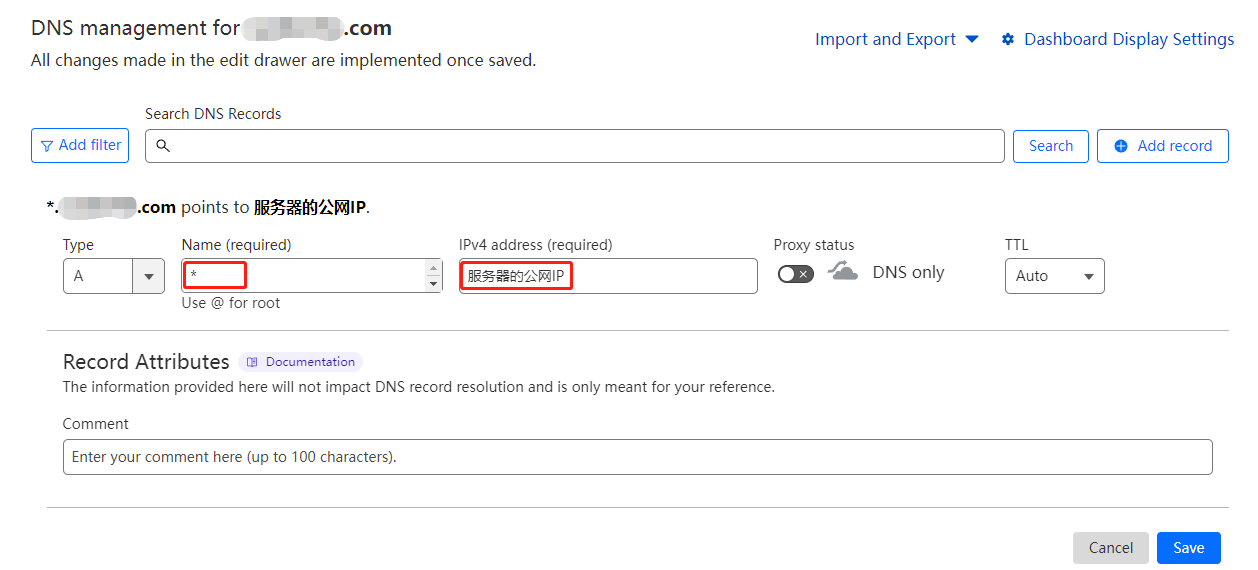 DNS management for .com
Import and Export
Dashboard Display Settings
All changes made in the edit drawer are implemented once saved.
Search DNS Records
Add filter
Search
Add record
*. .com points to 服务器的公网IP.
Type
Name (required)
IPv4 address (required)
Proxy status
TTL
A
*
服务器的公网IP
DNS only
Auto
Use @ for root
Record Attributes
Documentation
The information provided here will not impact DNS record resolution and is only meant for your reference.
Comment
Enter your comment here (up to 100 characters).
Cancel
Save